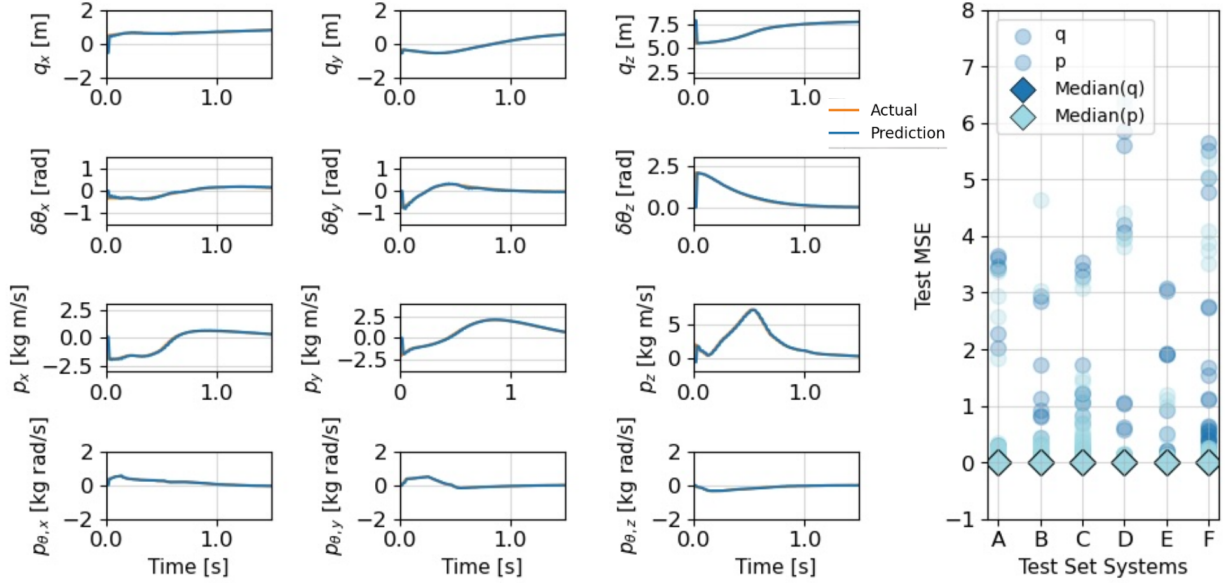 q_x [m]
2
0
−2
0.0
1.0
q_y [m]
2
0
−2
0.0
1.0
q_z [m]
7.5
5.0
2.5
0.0
1.0
Actual
Prediction
δθ_x [rad]
1
0
−1
0.0
1.0
δθ_y [rad]
1
0
−1
0.0
1.0
δθ_z [rad]
2.5
0.0
0.0
1.0
p_x [kg m/s]
2.5
0.0
−2.5
0.0
1.0
p_y [kg m/s]
2.5
0.0
−2.5
0
1
p_z [kg m/s]
5
0
0.0
1.0
p_{θ,x} [kg rad/s]
2
0
−2
0.0
1.0
Time [s]
p_{θ,y} [kg rad/s]
2
0
−2
0.0
1.0
Time [s]
p_{θ,z} [kg rad/s]
2
0
−2
0.0
1.0
Time [s]
Test MSE
8
7
6
5
4
3
2
1
0
−1
q
p
Median(q)
Median(p)
A B C D E F
Test Set Systems